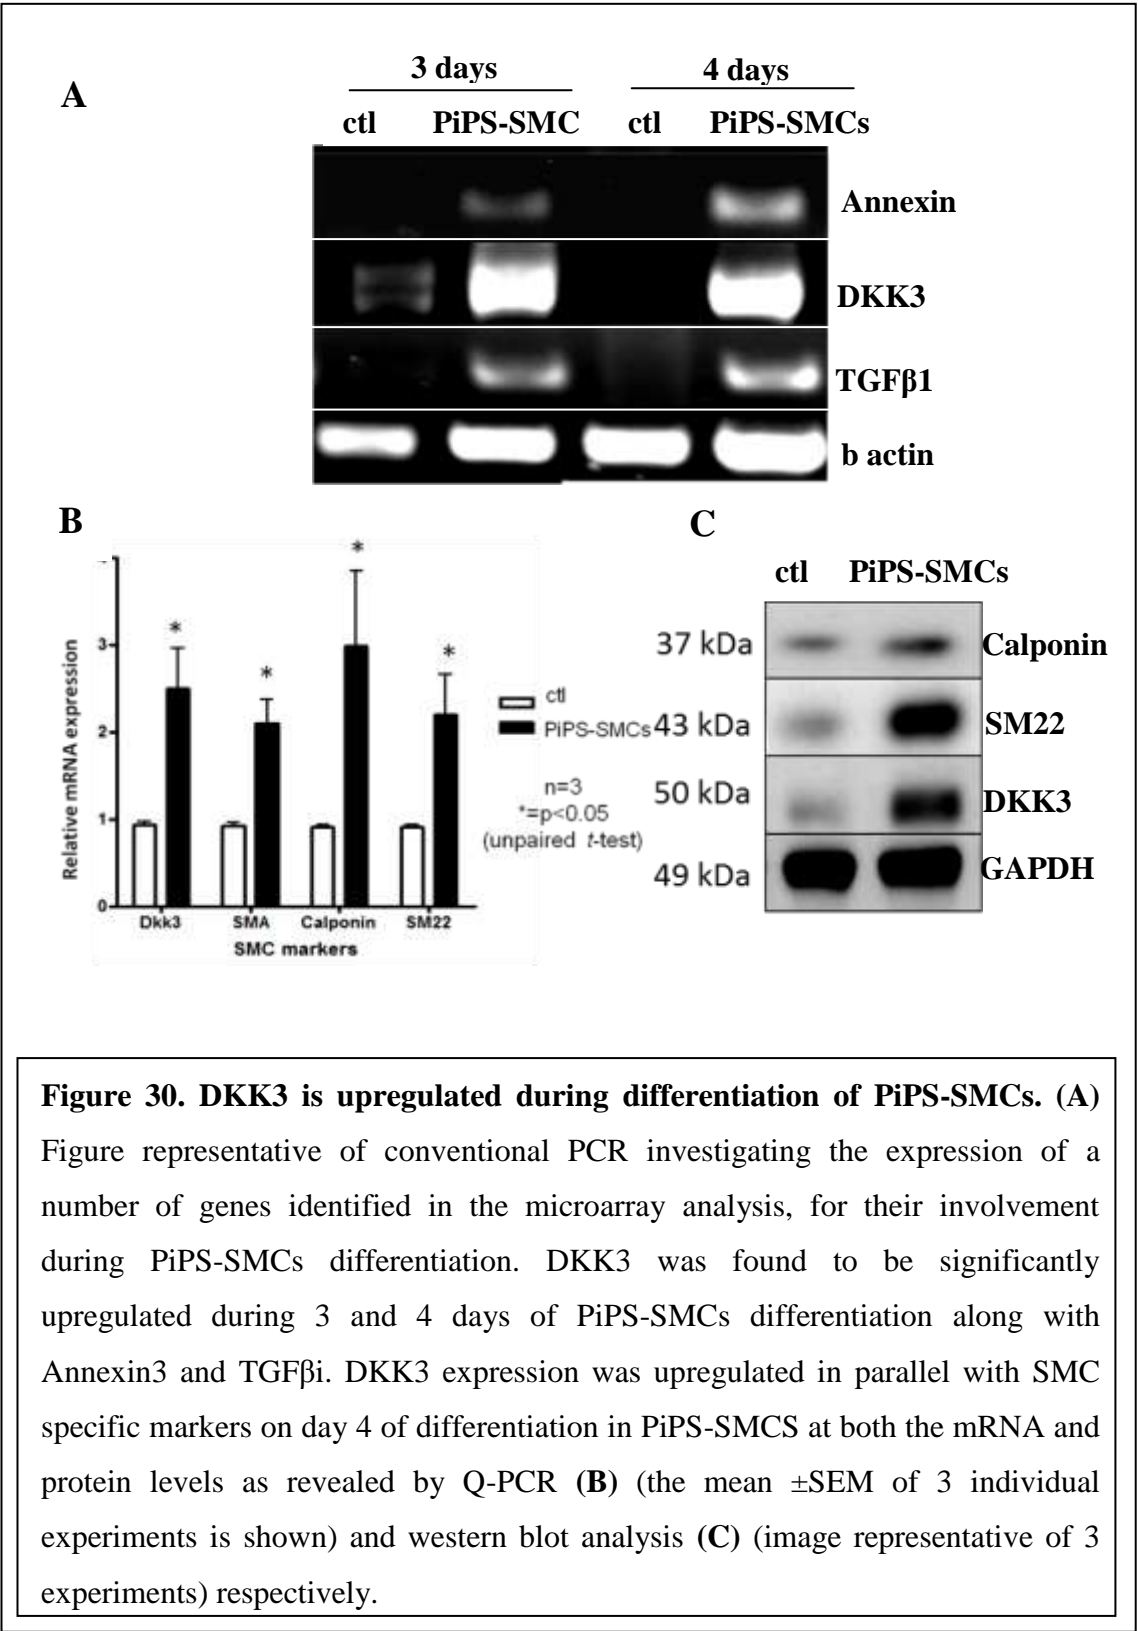 A
3 days
4 days
ctl
PiPS-SMC
ctl
PiPS-SMCs
Annexin
DKK3
TGFβ1
b actin
B
Relative mRNA expression
3
2
1
0
*
*
*
*
Dkk3
SMA
Calponin
SM22
SMC markers
ctl
PiPS-SMCs
n=3
*=p<0.05
(unpaired t-test)
C
ctl
PiPS-SMCs
37 kDa
Calponin
43 kDa
SM22
50 kDa
DKK3
49 kDa
GAPDH
Figure 30. DKK3 is upregulated during differentiation of PiPS-SMCs. (A)
Figure representative of conventional PCR investigating the expression of a
number of genes identified in the microarray analysis, for their involvement
during PiPS-SMCs differentiation. DKK3 was found to be significantly
upregulated during 3 and 4 days of PiPS-SMCs differentiation along with
Annexin3 and TGFβi. DKK3 expression was upregulated in parallel with SMC
specific markers on day 4 of differentiation in PiPS-SMCS at both the mRNA and
protein levels as revealed by Q-PCR (B) (the mean ±SEM of 3 individual
experiments is shown) and western blot analysis (C) (image representative of 3
experiments) respectively.